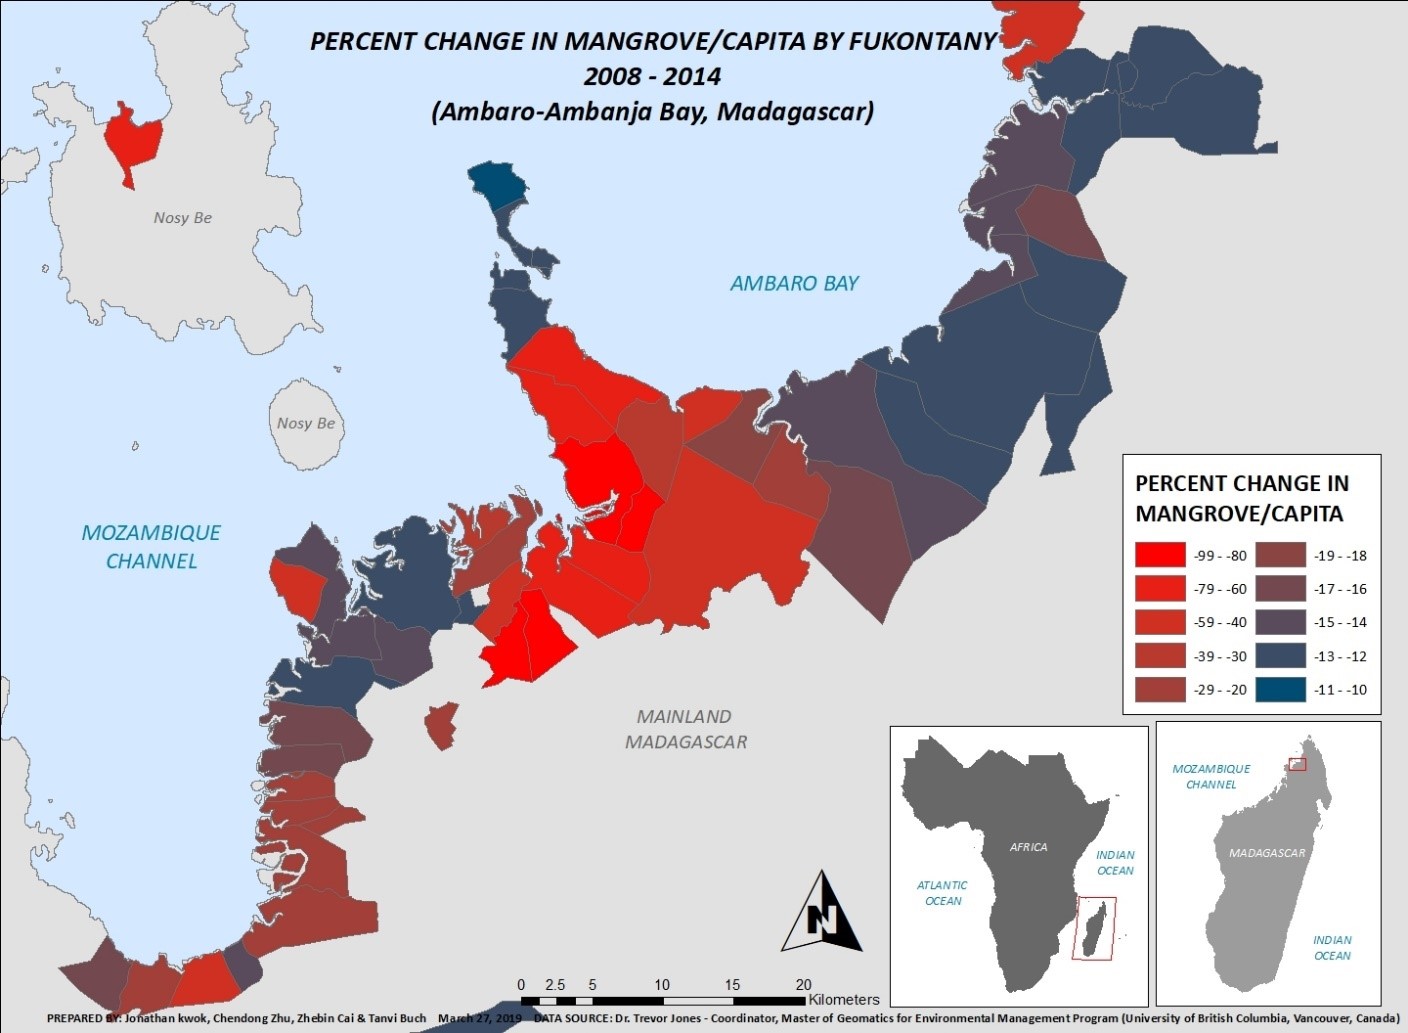 PERCENT CHANGE IN MANGROVE/CAPITA BY FUKONTANY
2008 - 2014
(Ambaro-Ambanja Bay, Madagascar)
Nosy Be
AMBARO BAY
Nosy Be
MOZAMBIQUE
CHANNEL
MAINLAND
MADAGASCAR
PERCENT CHANGE IN
MANGROVE/CAPITA
-99 - -80
-79 - -60
-59 - -40
-39 - -30
-29 - -20
-19 - -18
-17 - -16
-15 - -14
-13 - -12
-11 - -10
AFRICA
ATLANTIC
OCEAN
INDIAN
OCEAN
MOZAMBIQUE
CHANNEL
MADAGASCAR
INDIAN
OCEAN
N
0 2.5 5 10 15 20
Kilometers
PREPARED BY: Jonathan kwok, Chendong Zhu, Zhebin Cai & Tanvi Buch March 27, 2019 DATA SOURCE: Dr. Trevor Jones - Coordinator, Master of Geomatics for Environmental Management Program (University of British Columbia, Vancouver, Canada)